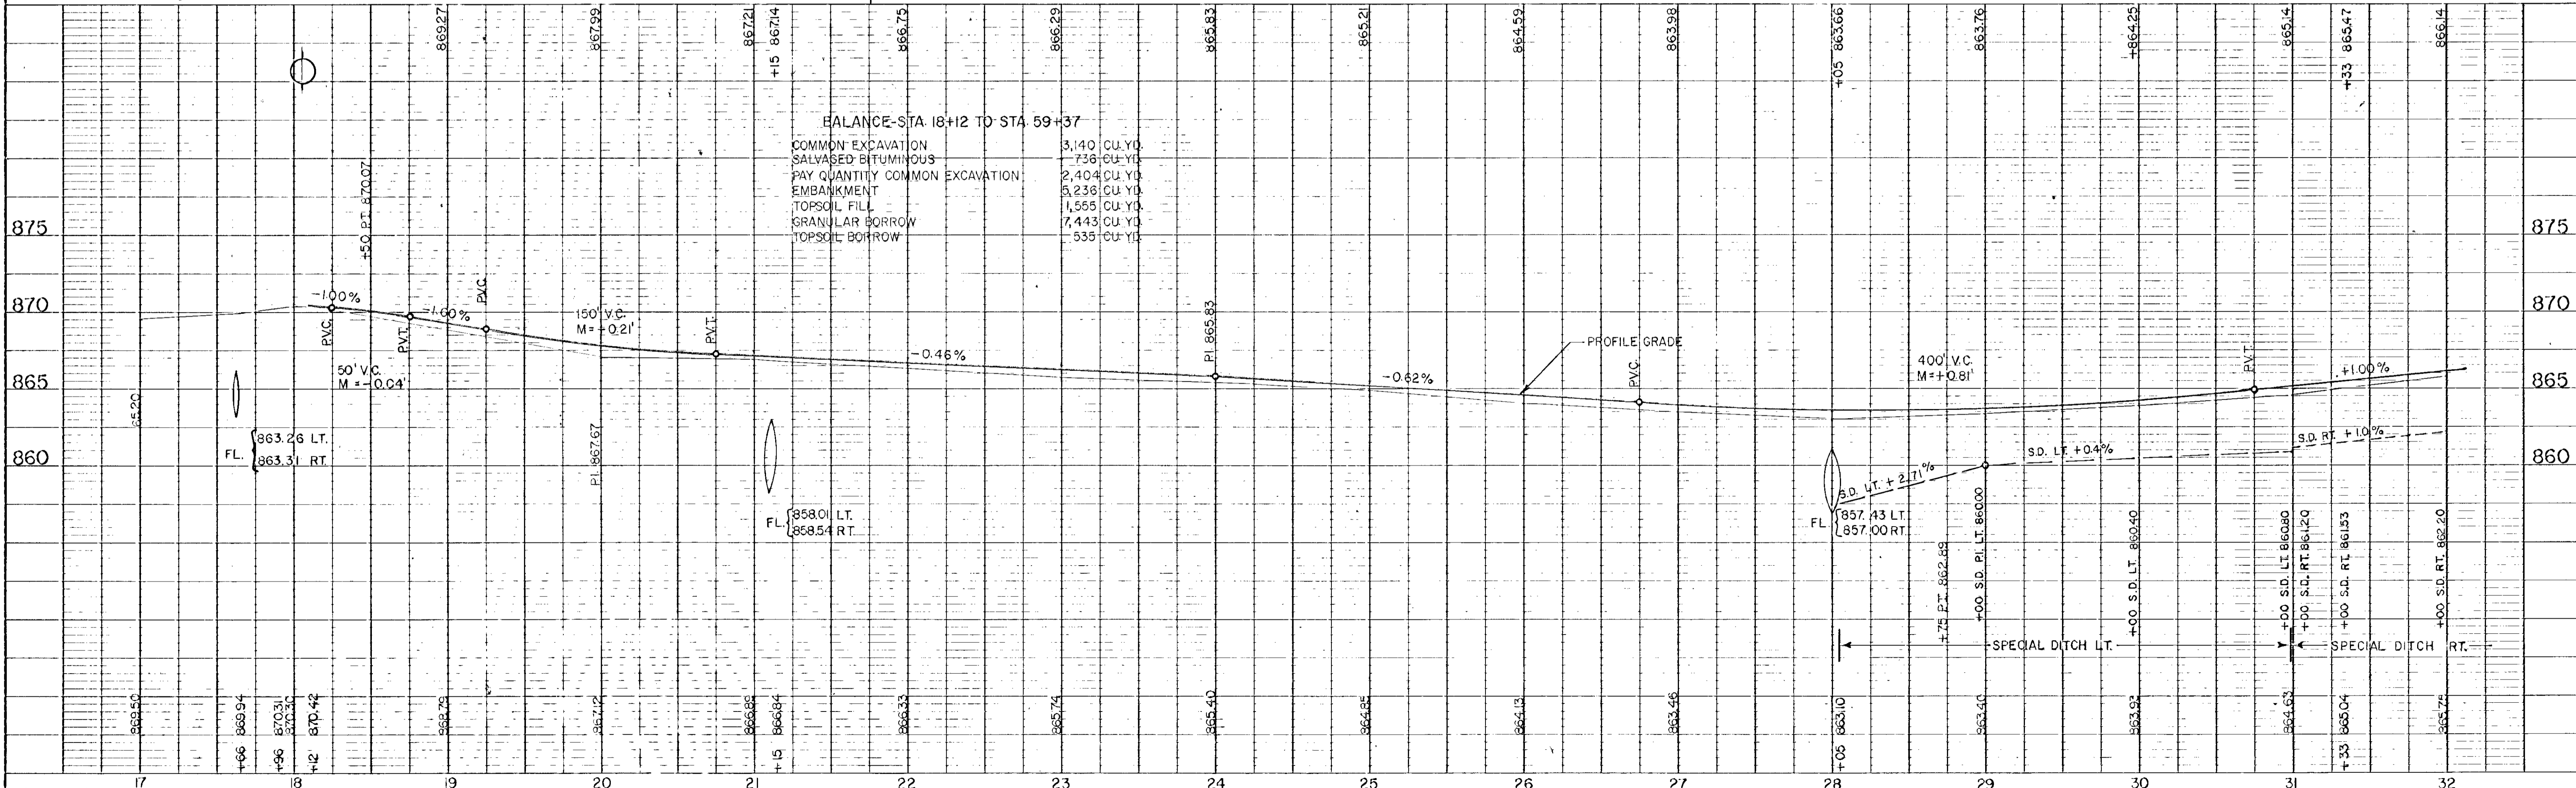 869.27
867.99
867.21
+15 867.14
866.75
866.29
865.83
865.21
864.59
863.98
+05 863.66
863.76
+864.25
865.14
+33 865.47
866.14
BALANCE-STA. 18+12 TO STA. 59+37
COMMON EXCAVATION 3,140 CU. YD.
SALVAGED BITUMINOUS 736 CU. YD.
PAY QUANTITY COMMON EXCAVATION 2,404 CU. YD.
EMBANKMENT 5,236 CU. YD.
TOPSOIL FILL 1,555 CU. YD.
GRANULAR BORROW 7,443 CU. YD.
TOPSOIL BORROW 535 CU. YD.
+50 P.T. 870.07
875
875
870
870
865
865
860
860
-1.00%
P.V.C.
P.V.T.
-1.60%
P.V.C.
50' V.C.
M = -0.04'
150' V.C.
M = +0.21'
P.V.T.
-0.46%
P.I. 865.83
-0.62%
PROFILE GRADE
P.V.C.
400' V.C.
M = +0.81'
P.V.T.
+1.00%
65.20
FL. 863.26 LT.
863.31 RT.
P.I. 867.67
FL. 858.01 LT.
858.54 RT.
FL 857.43 LT
857.00 RT
S.D. LT. + 2.71%
S.D. LT. +0.4%
S.D. RT. +1.0%
+75 P.T. 862.89
+00 S.D. P.I. LT. 860.00
+00 S.D. LT. 860.40
+00 S.D. LT. 860.80
+00 S.D. RT. 861.20
+00 S.D. RT. 861.53
+00 S.D. RT. 862.20
SPECIAL DITCH LT.
SPECIAL DITCH RT.
869.50
+66 869.94
+96 870.31
870.30
+12 870.42
868.79
867.12
866.89
+15 866.84
866.33
865.74
865.40
864.85
864.13
863.46
+05 863.10
863.40
863.93
864.63
+33 865.04
17
18
19
20
21
22
23
24
25
26
27
28
29
30
31
32